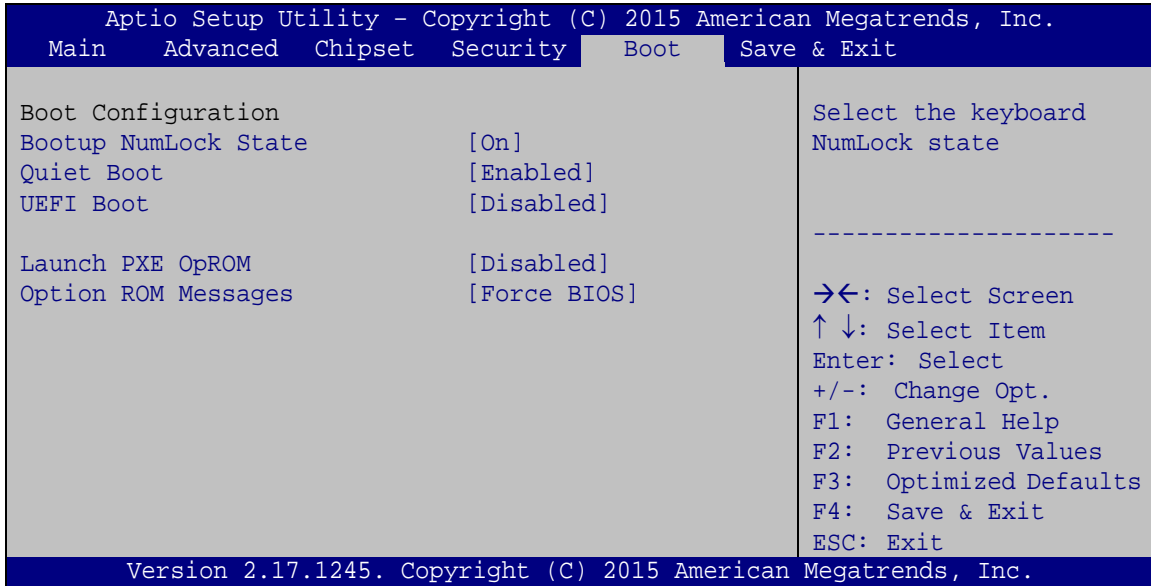 Aptio Setup Utility – Copyright (C) 2015 American Megatrends, Inc.
Main Advanced Chipset Security Boot Save & Exit
Boot Configuration
Bootup NumLock State [On]
Quiet Boot [Enabled]
UEFI Boot [Disabled]
Launch PXE OpROM [Disabled]
Option ROM Messages [Force BIOS]
Select the keyboard
NumLock state
---------------------
→←: Select Screen
↑ ↓: Select Item
Enter: Select
+/-: Change Opt.
F1: General Help
F2: Previous Values
F3: Optimized Defaults
F4: Save & Exit
ESC: Exit
Version 2.17.1245. Copyright (C) 2015 American Megatrends, Inc.